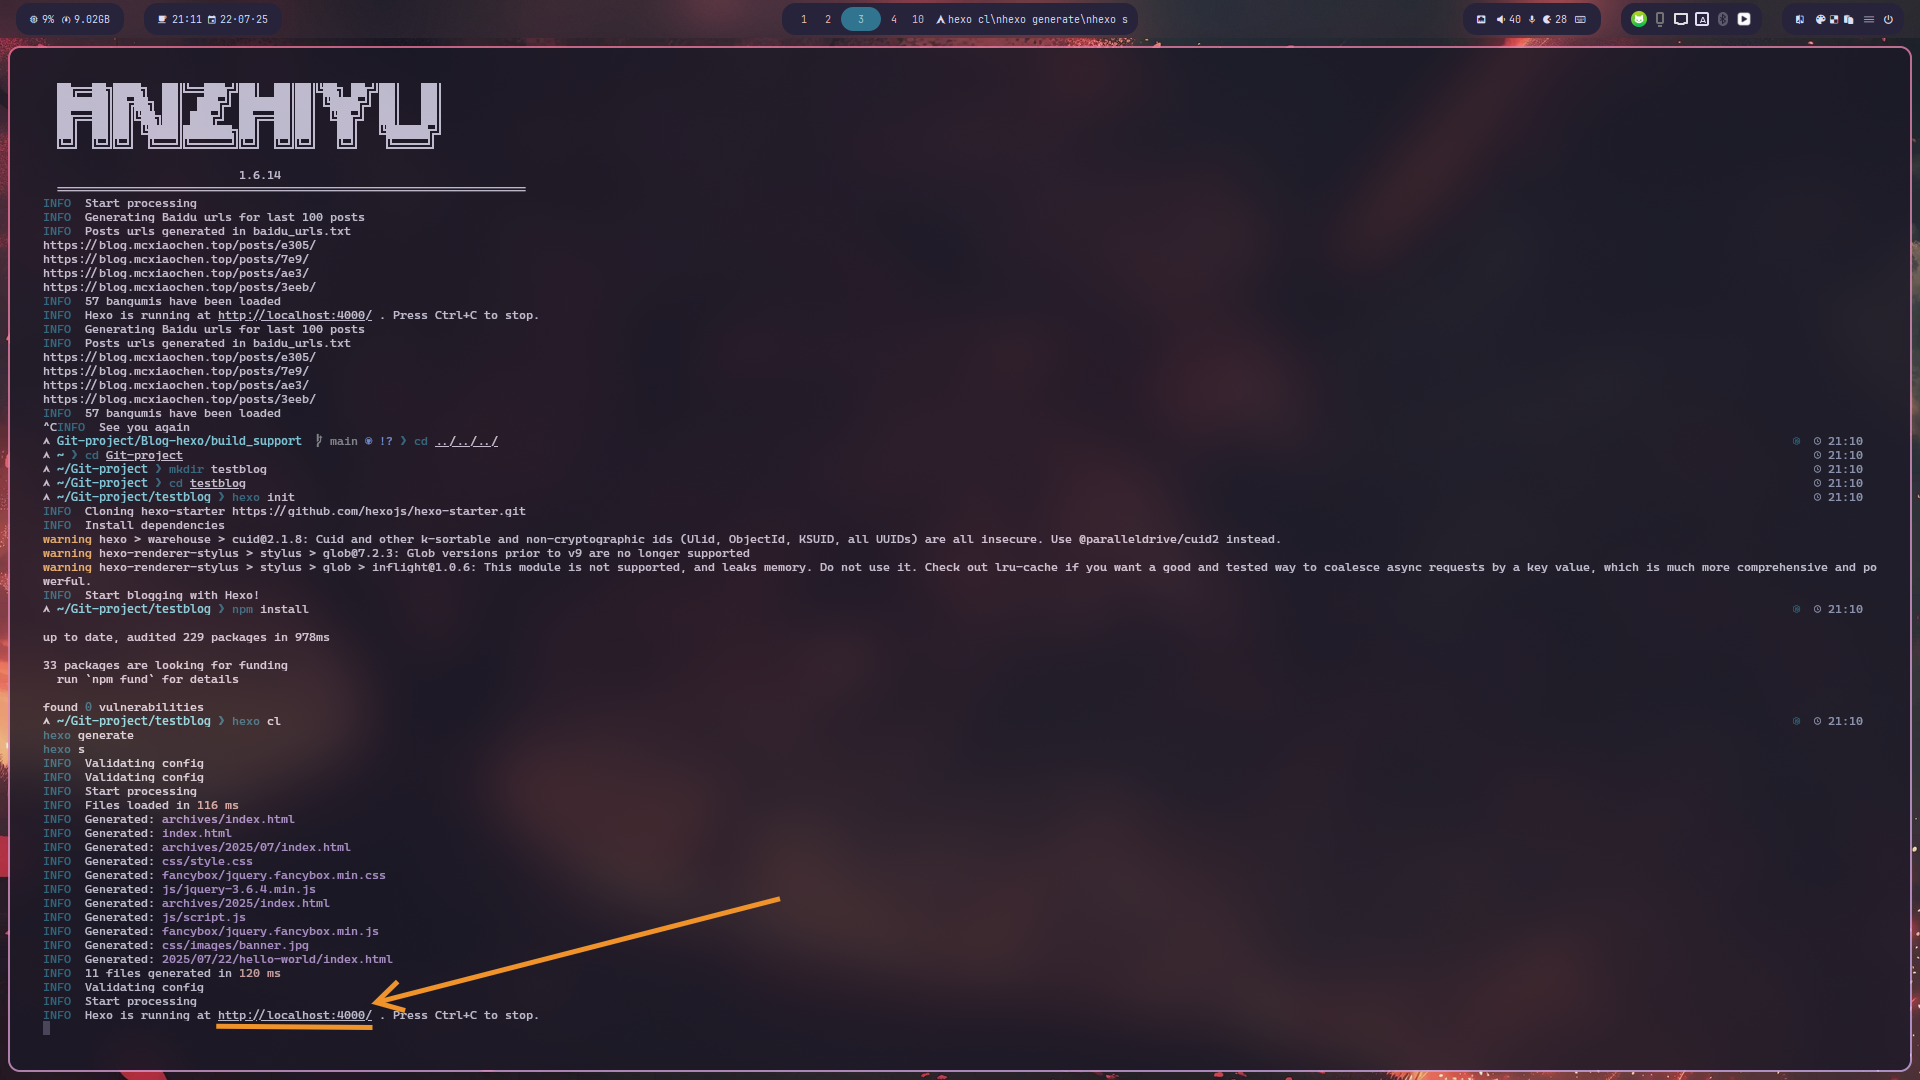 9% 9.02GB
21:11 22·07·25
1 2 3 4 10 hexo cl\nhexo generate\nhexo s
40 28
ANZHIYU
1.6.14
INFO  Start processing
INFO  Generating Baidu urls for last 100 posts
INFO  Posts urls generated in baidu_urls.txt
https://blog.mcxiaochen.top/posts/e305/
https://blog.mcxiaochen.top/posts/7e9/
https://blog.mcxiaochen.top/posts/ae3/
https://blog.mcxiaochen.top/posts/3eeb/
INFO  57 bangumis have been loaded
INFO  Hexo is running at http://localhost:4000/ . Press Ctrl+C to stop.
INFO  Generating Baidu urls for last 100 posts
INFO  Posts urls generated in baidu_urls.txt
https://blog.mcxiaochen.top/posts/e305/
https://blog.mcxiaochen.top/posts/7e9/
https://blog.mcxiaochen.top/posts/ae3/
https://blog.mcxiaochen.top/posts/3eeb/
INFO  57 bangumis have been loaded
^CINFO  See you again
Git-project/Blog-hexo/build_support main !? ❯ cd ../../../ 21:10
~ ❯ cd Git-project 21:10
~/Git-project ❯ mkdir testblog 21:10
~/Git-project ❯ cd testblog 21:10
~/Git-project/testblog ❯ hexo init 21:10
INFO  Cloning hexo-starter https://github.com/hexojs/hexo-starter.git
INFO  Install dependencies
warning hexo > warehouse > cuid@2.1.8: Cuid and other k-sortable and non-cryptographic ids (Ulid, ObjectId, KSUID, all UUIDs) are all insecure. Use @paralleldrive/cuid2 instead.
warning hexo-renderer-stylus > stylus > glob@7.2.3: Glob versions prior to v9 are no longer supported
warning hexo-renderer-stylus > stylus > glob > inflight@1.0.6: This module is not supported, and leaks memory. Do not use it. Check out lru-cache if you want a good and tested way to coalesce async requests by a key value, which is much more comprehensive and po
werful.
INFO  Start blogging with Hexo!
~/Git-project/testblog ❯ npm install 21:10
up to date, audited 229 packages in 978ms
33 packages are looking for funding
run `npm fund` for details
found 0 vulnerabilities
~/Git-project/testblog ❯ hexo cl 21:10
hexo generate
hexo s
INFO  Validating config
INFO  Validating config
INFO  Start processing
INFO  Files loaded in 116 ms
INFO  Generated: archives/index.html
INFO  Generated: index.html
INFO  Generated: archives/2025/07/index.html
INFO  Generated: css/style.css
INFO  Generated: fancybox/jquery.fancybox.min.css
INFO  Generated: js/jquery-3.6.4.min.js
INFO  Generated: archives/2025/index.html
INFO  Generated: js/script.js
INFO  Generated: fancybox/jquery.fancybox.min.js
INFO  Generated: css/images/banner.jpg
INFO  Generated: 2025/07/22/hello-world/index.html
INFO  11 files generated in 120 ms
INFO  Validating config
INFO  Start processing
INFO  Hexo is running at http://localhost:4000/ . Press Ctrl+C to stop.